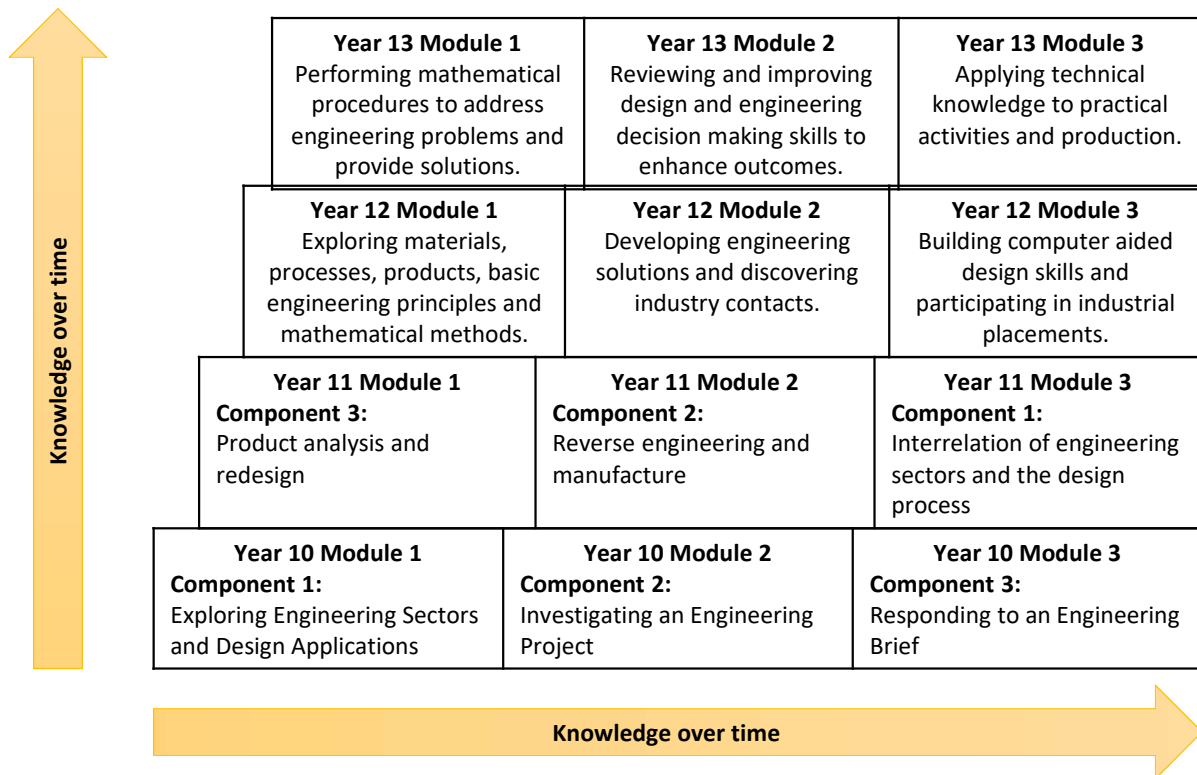 Year 13 Module 1
Performing mathematical
procedures to address
engineering problems and
provide solutions.
Year 13 Module 2
Reviewing and improving
design and engineering
decision making skills to
enhance outcomes.
Year 13 Module 3
Applying technical
knowledge to practical
activities and production.
Year 12 Module 1
Exploring materials,
processes, products, basic
engineering principles and
mathematical methods.
Year 12 Module 2
Developing engineering
solutions and discovering
industry contacts.
Year 12 Module 3
Building computer aided
design skills and
participating in industrial
placements.
Knowledge over time
Year 11 Module 1
Component 3:
Product analysis and
redesign
Year 11 Module 2
Component 2:
Reverse engineering and
manufacture
Year 11 Module 3
Component 1:
Interrelation of engineering
sectors and the design
process
Year 10 Module 1
Component 1:
Exploring Engineering Sectors
and Design Applications
Year 10 Module 2
Component 2:
Investigating an Engineering
Project
Year 10 Module 3
Component 3:
Responding to an Engineering
Brief
Knowledge over time